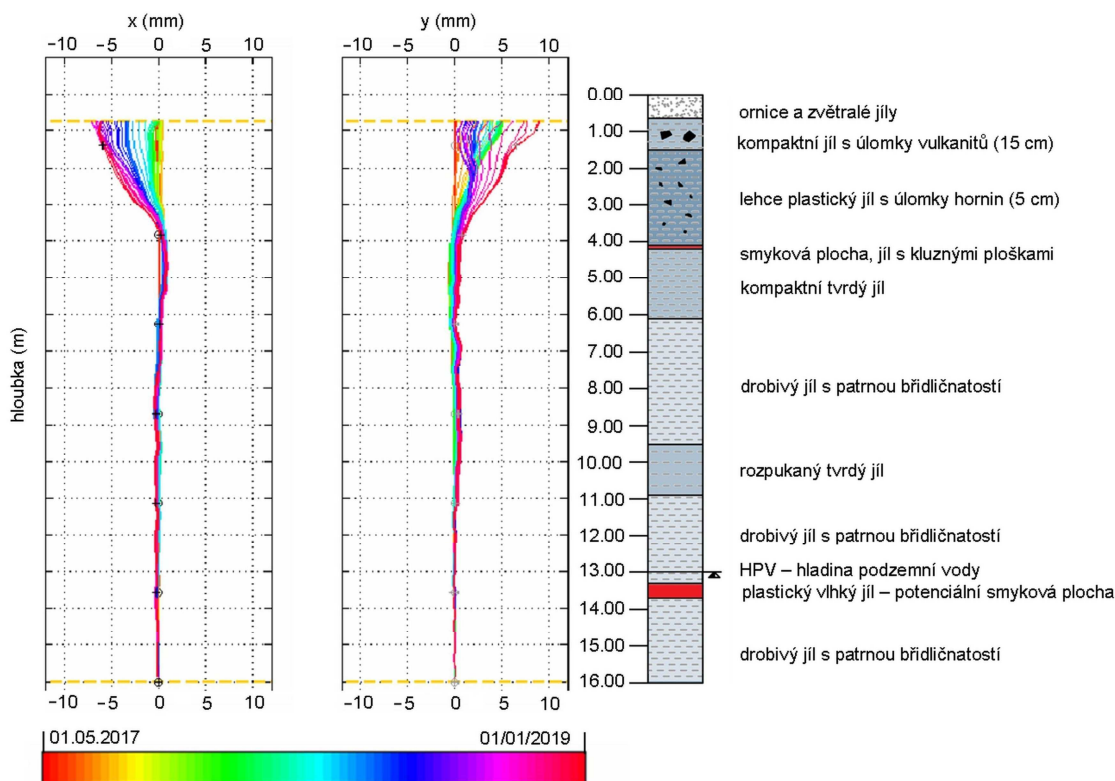 x (mm)
y (mm)
−10 −5 0 5 10
−10 −5 0 5 10
hloubka (m)
0.00
ornice a zvětralé jíly
1.00
kompaktní jíl s úlomky vulkanitů (15 cm)
2.00
lehce plastický jíl s úlomky hornin (5 cm)
3.00
4.00
smyková plocha, jíl s kluznými ploškami
5.00
kompaktní tvrdý jíl
6.00
7.00
drobivý jíl s patrnou břidličnatostí
8.00
9.00
10.00
rozpukaný tvrdý jíl
11.00
12.00
drobivý jíl s patrnou břidličnatostí
13.00
HPV – hladina podzemní vody
plastický vlhký jíl – potenciální smyková plocha
14.00
15.00
drobivý jíl s patrnou břidličnatostí
16.00
−10 −5 0 5 10
−10 −5 0 5 10
01.05.2017
01/01/2019